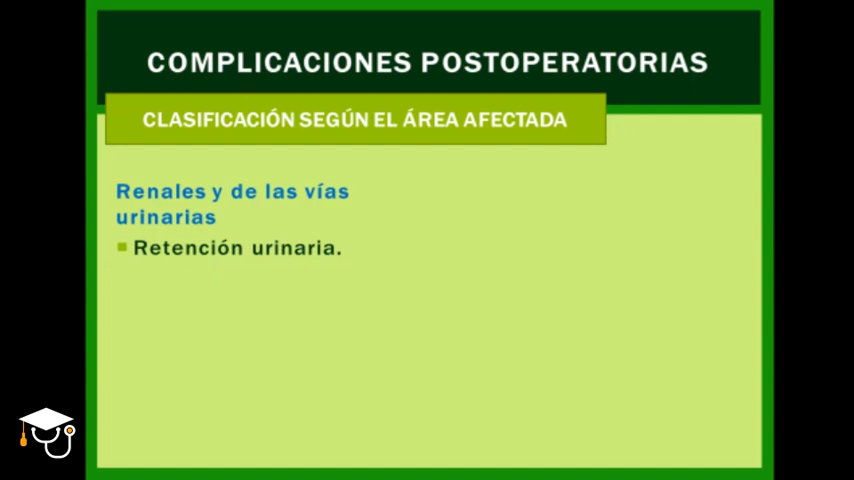 COMPLICACIONES POSTOPERATORIAS
CLASIFICACIÓN SEGÚN EL ÁREA AFECTADA
Renales y de las vías
urinarias
Retención urinaria.